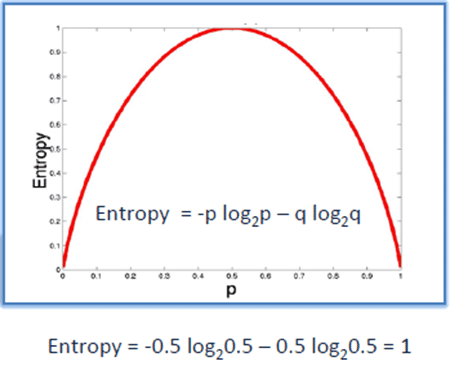 1
0.9
0.8
0.7
0.6
0.5
0.4
0.3
0.2
0.1
0
Entropy
Entropy = -p log₂p – q log₂q
0 0.1 0.2 0.3 0.4 0.5 0.6 0.7 0.8 0.9 1
p
Entropy = -0.5 log₂0.5 – 0.5 log₂0.5 = 1